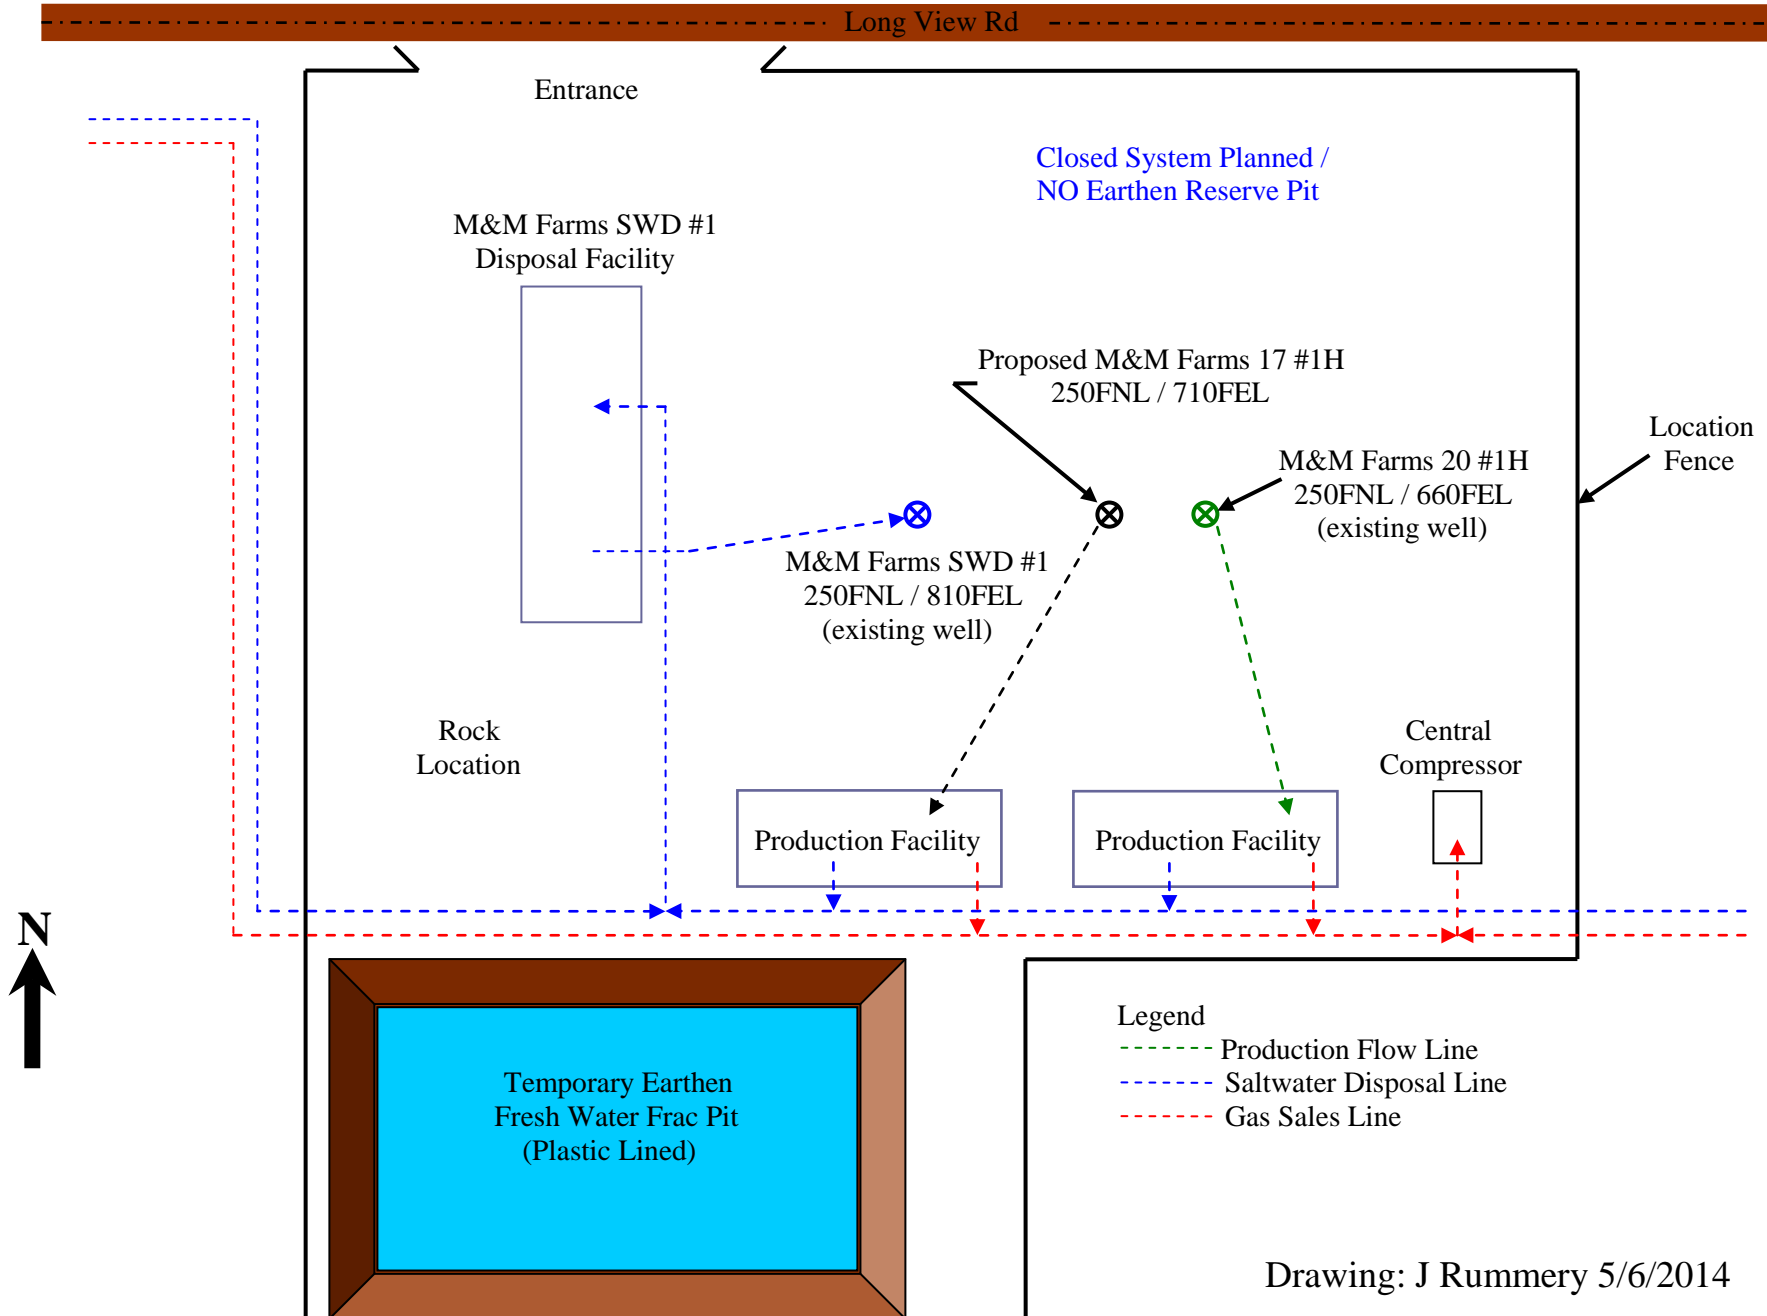 Long View Rd
Entrance
Closed System Planned /
NO Earthen Reserve Pit
M&M Farms SWD #1
Disposal Facility
Proposed M&M Farms 17 #1H
250FNL / 710FEL
Location
Fence
M&M Farms 20 #1H
250FNL / 660FEL
(existing well)
M&M Farms SWD #1
250FNL / 810FEL
(existing well)
Rock
Location
Central
Compressor
Production Facility
Production Facility
N
Legend
Production Flow Line
Saltwater Disposal Line
Gas Sales Line
Temporary Earthen
Fresh Water Frac Pit
(Plastic Lined)
Drawing: J Rummery 5/6/2014